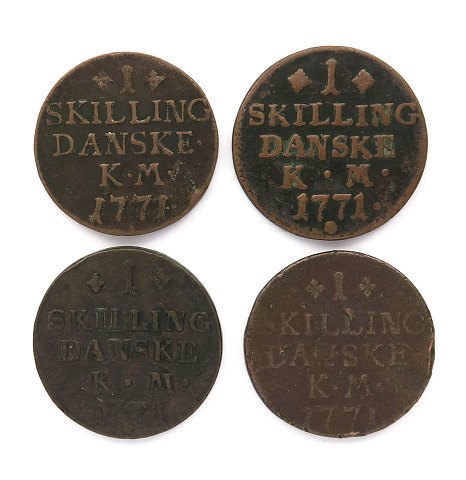 1
SKILLING
DANSKE
K · M ·
1771 ·
1
SKILLING
DANSKE
K · M ·
1771 ·
1
SKILLING
DANSKE
K · M ·
1771
1
SKILLING
DANSKE
K · M
1771